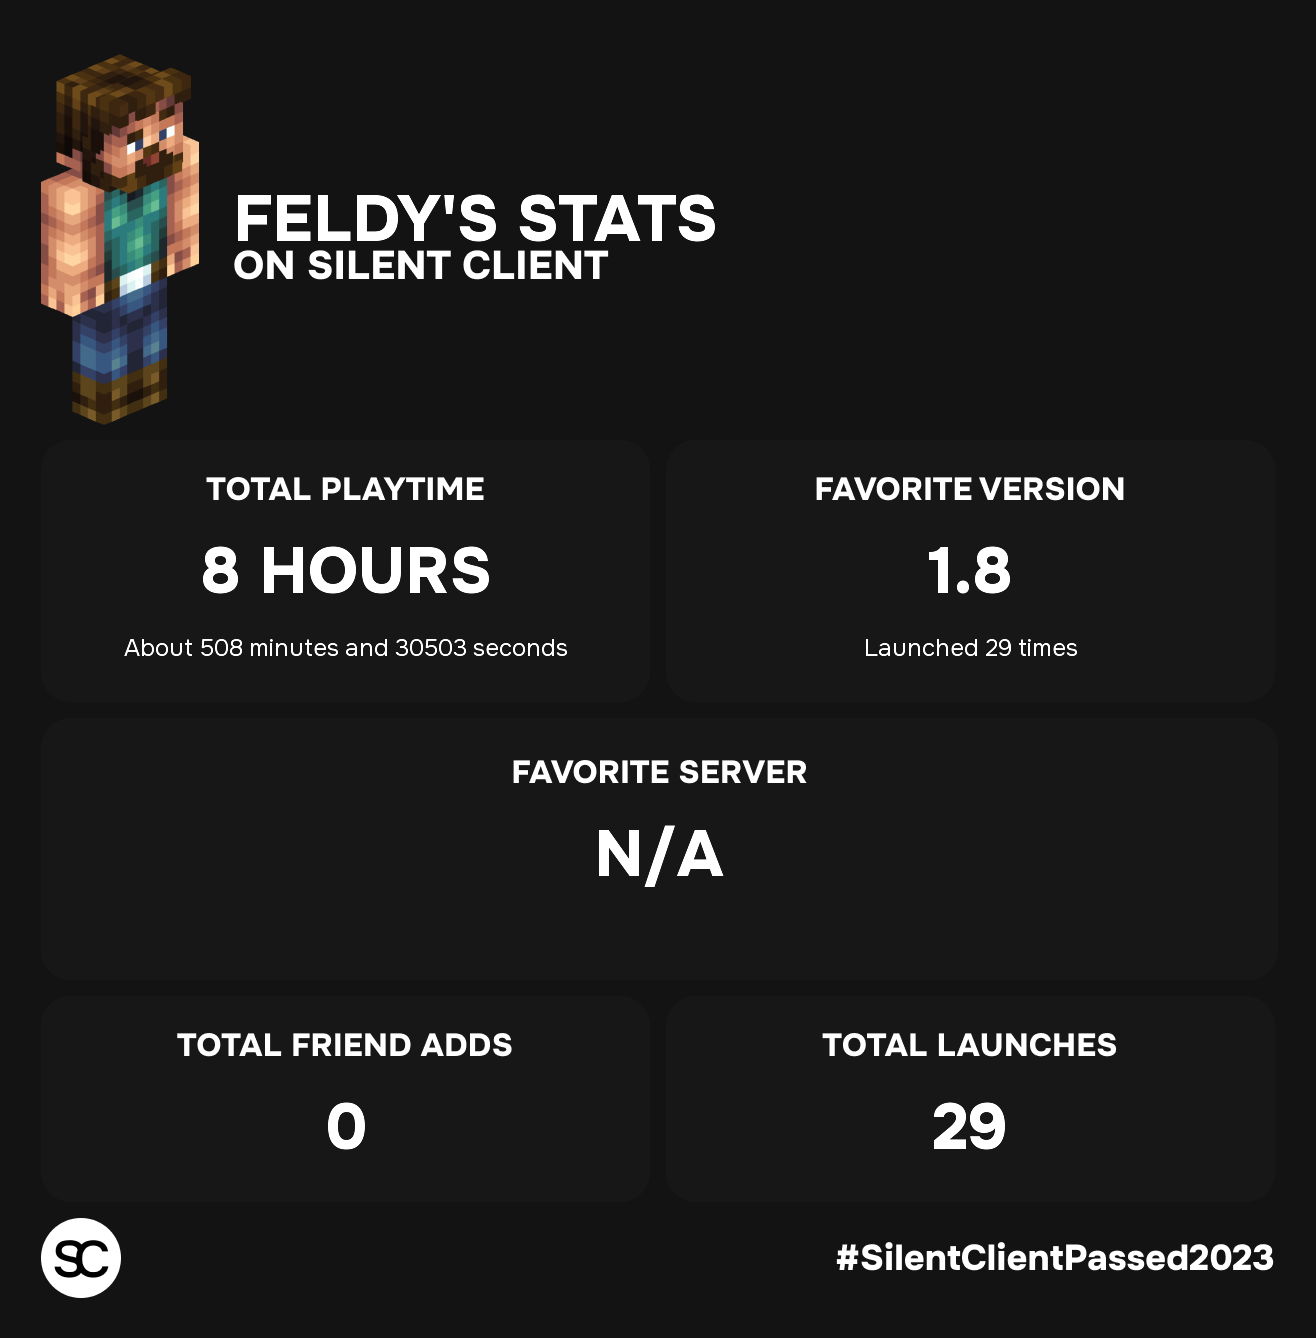 FELDY'S STATS
ON SILENT CLIENT
TOTAL PLAYTIME
8 HOURS
About 508 minutes and 30503 seconds
FAVORITE VERSION
1.8
Launched 29 times
FAVORITE SERVER
N/A
TOTAL FRIEND ADDS
0
TOTAL LAUNCHES
29
SC
#SilentClientPassed2023